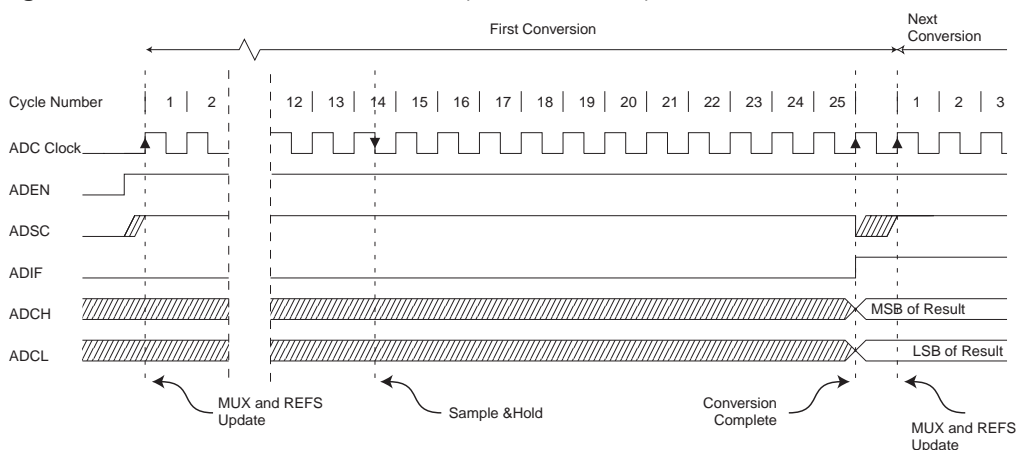 First Conversion
Next
Conversion
Cycle Number 1 2 12 13 14 15 16 17 18 19 20 21 22 23 24 25 1 2 3
ADC Clock
ADEN
ADSC
ADIF
ADCH MSB of Result
ADCL LSB of Result
MUX and REFS
Update
Sample &Hold
Conversion
Complete
MUX and REFS
Update